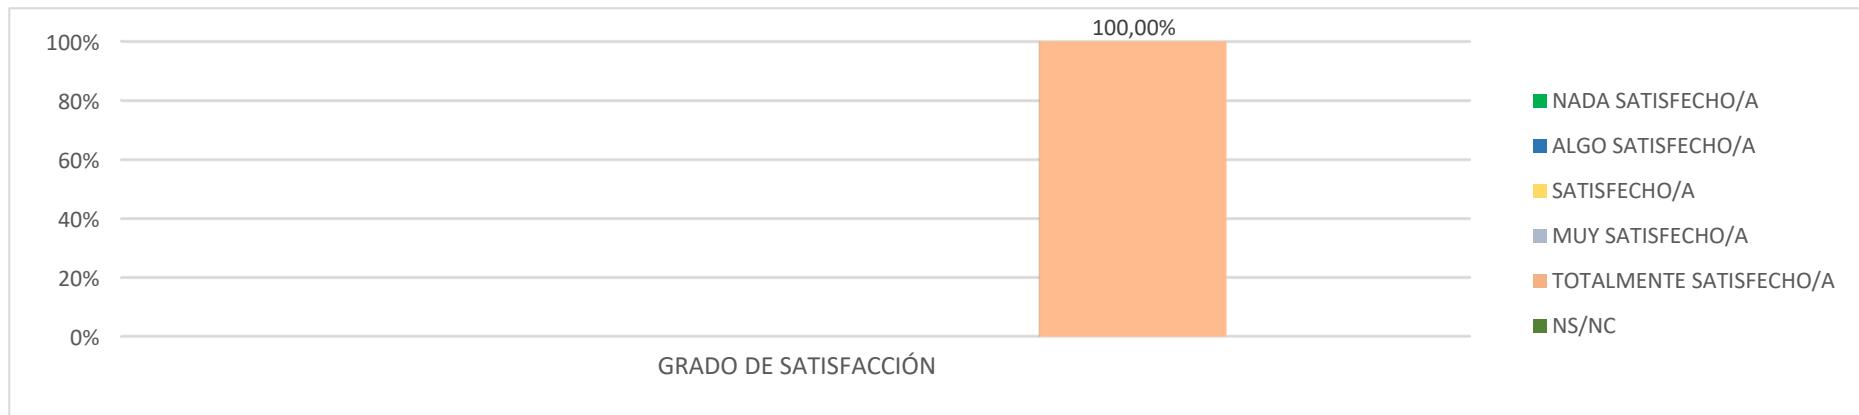 100,00%
100%
80%
60%
40%
20%
0%
GRADO DE SATISFACCIÓN
NADA SATISFECHO/A
ALGO SATISFECHO/A
SATISFECHO/A
MUY SATISFECHO/A
TOTALMENTE SATISFECHO/A
NS/NC